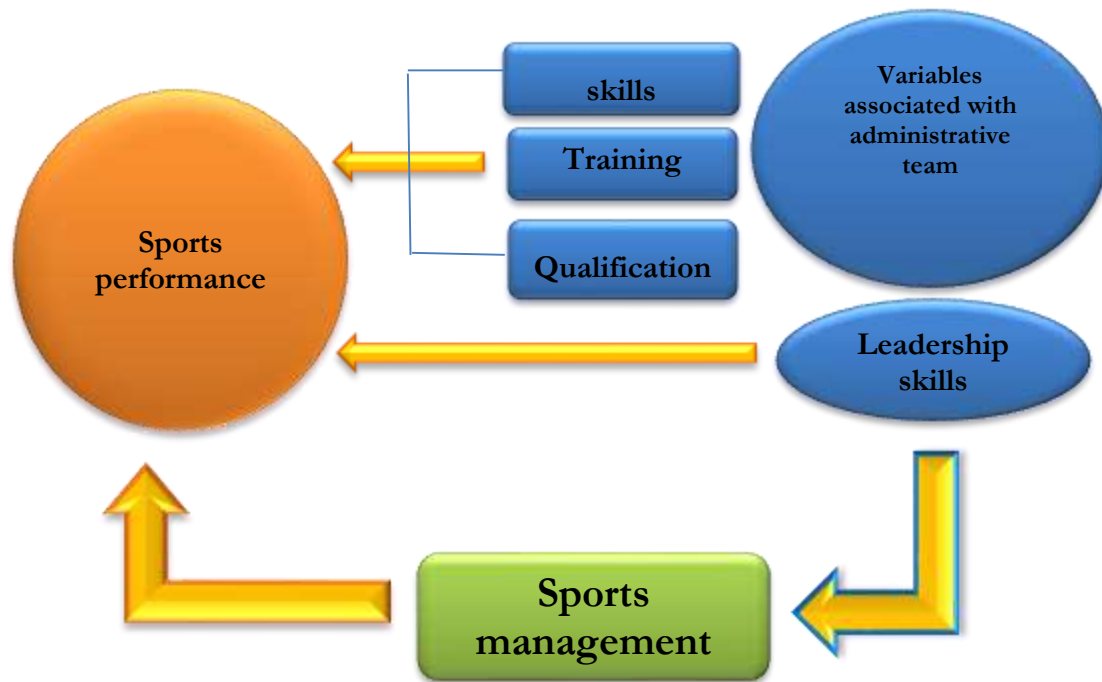 skills
Training
Qualification
Variables
associated with
administrative
team
Sports
performance
Leadership
skills
Sports
management